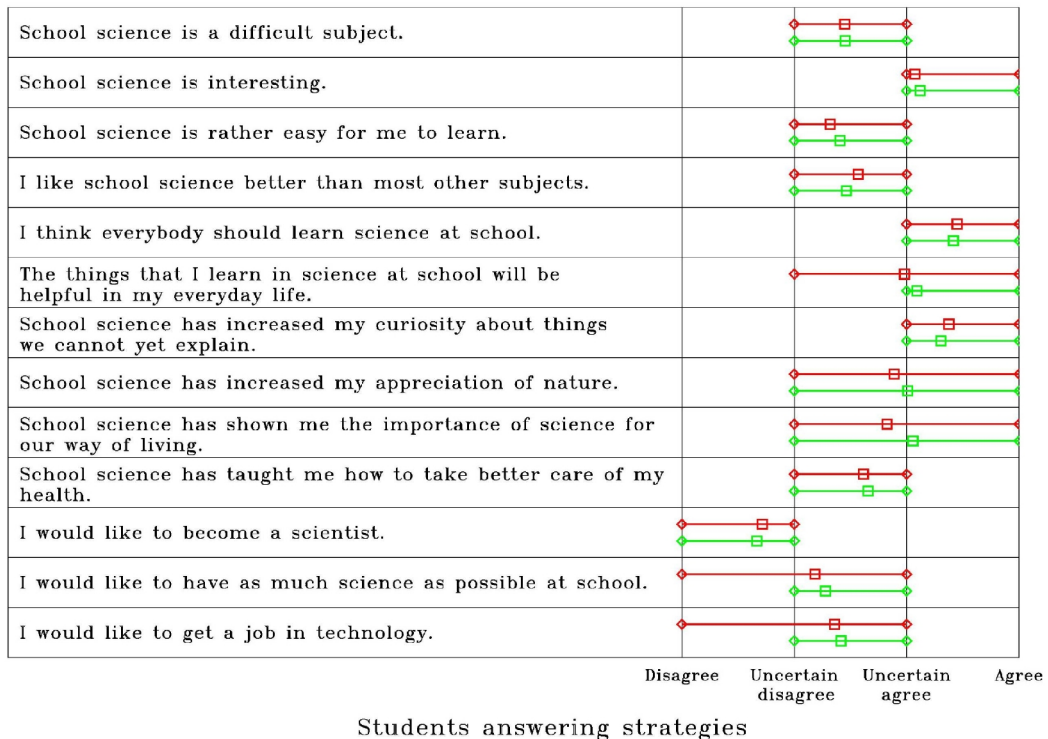 School science is a difficult subject.
School science is interesting.
School science is rather easy for me to learn.
I like school science better than most other subjects.
I think everybody should learn science at school.
The things that I learn in science at school will be
helpful in my everyday life.
School science has increased my curiosity about things
we cannot yet explain.
School science has increased my appreciation of nature.
School science has shown me the importance of science for
our way of living.
School science has taught me how to take better care of my
health.
I would like to become a scientist.
I would like to have as much science as possible at school.
I would like to get a job in technology.
Disagree Uncertain Uncertain Agree
disagree agree
Students answering strategies